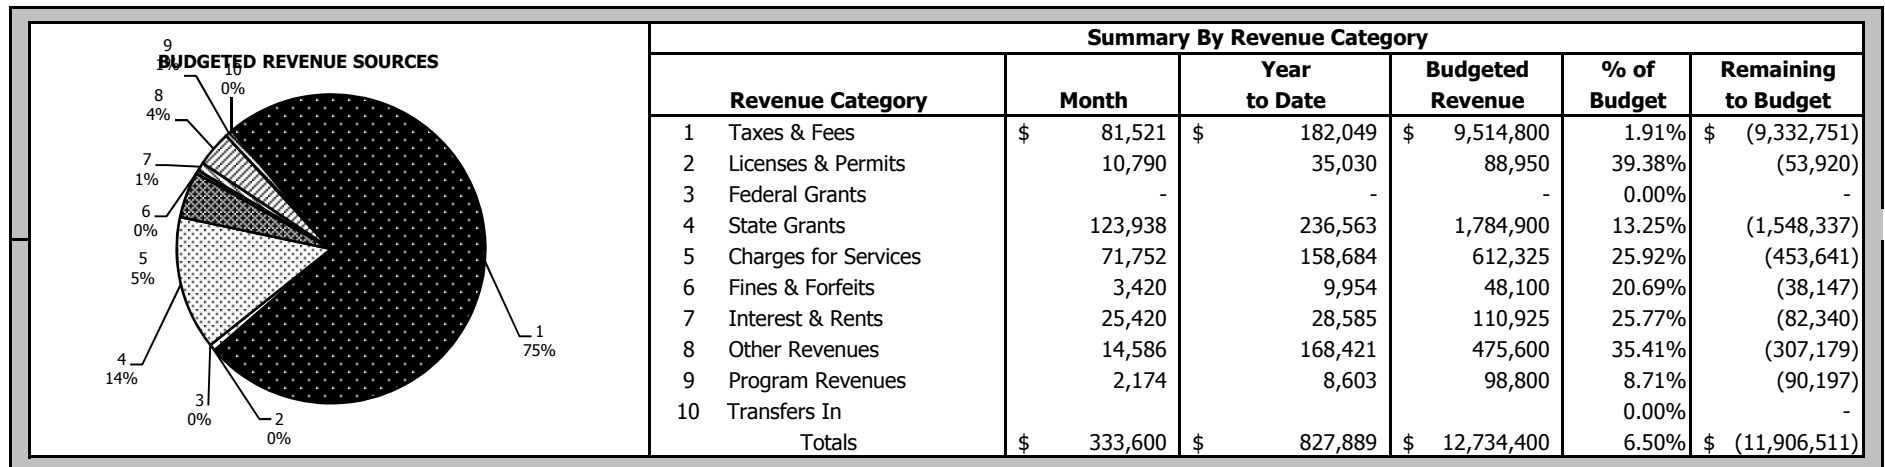 BUDGETED REVENUE SOURCES
9
1%
10
0%
8
4%
7
1%
6
0%
5
5%
4
14%
3
0%
2
0%
1
75%
Summary By Revenue Category
Year Budgeted % of Remaining
Revenue Category Month to Date Revenue Budget to Budget
1 Taxes & Fees $ 81,521 $ 182,049 $ 9,514,800 1.91% $ (9,332,751)
2 Licenses & Permits 10,790 35,030 88,950 39.38% (53,920)
3 Federal Grants - - - 0.00% -
4 State Grants 123,938 236,563 1,784,900 13.25% (1,548,337)
5 Charges for Services 71,752 158,684 612,325 25.92% (453,641)
6 Fines & Forfeits 3,420 9,954 48,100 20.69% (38,147)
7 Interest & Rents 25,420 28,585 110,925 25.77% (82,340)
8 Other Revenues 14,586 168,421 475,600 35.41% (307,179)
9 Program Revenues 2,174 8,603 98,800 8.71% (90,197)
10 Transfers In 0.00% -
Totals $ 333,600 $ 827,889 $ 12,734,400 6.50% $ (11,906,511)